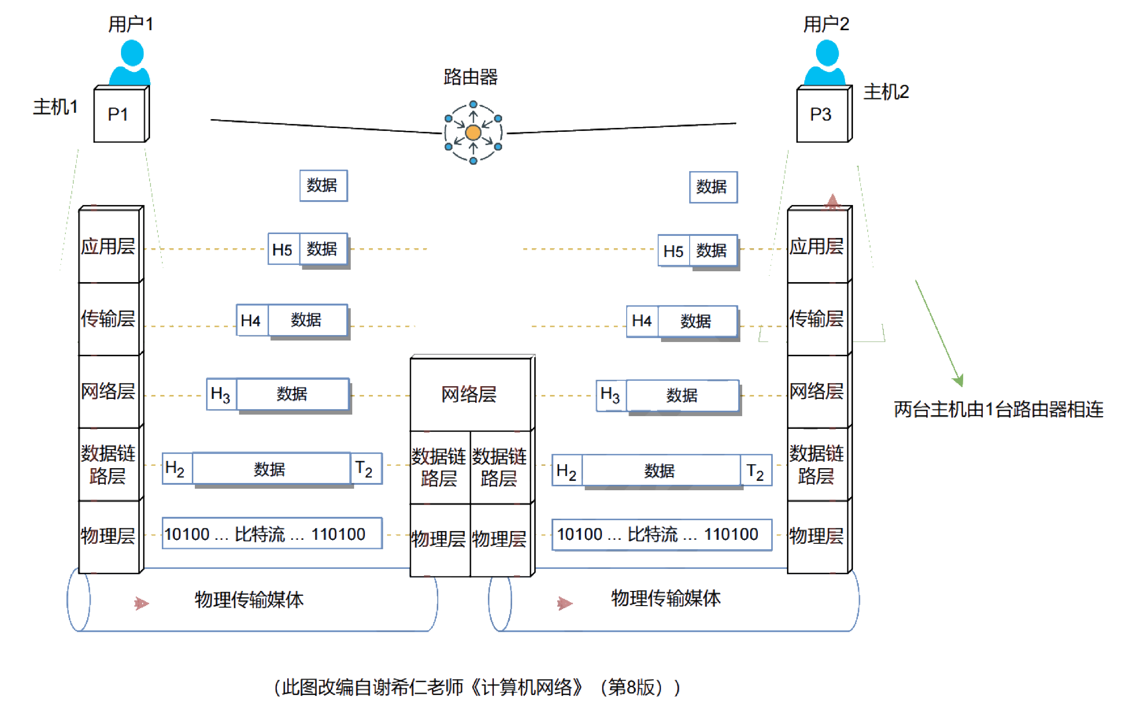 用户1
用户2
路由器
主机1
P1
P3
主机2
数据
数据
应用层
H5
数据
H5
数据
应用层
传输层
H4
数据
H4
数据
传输层
网络层
H3
数据
网络层
H3
数据
网络层
两台主机由1台路由器相连
数据链
路层
H2
数据
T2
数据链
路层
数据链
路层
H2
数据
T2
数据链
路层
物理层
10100 ... 比特流 ... 110100
物理层
物理层
10100 ... 比特流 ... 110100
物理层
物理传输媒体
物理传输媒体
（此图改编自谢希仁老师《计算机网络》（第8版））